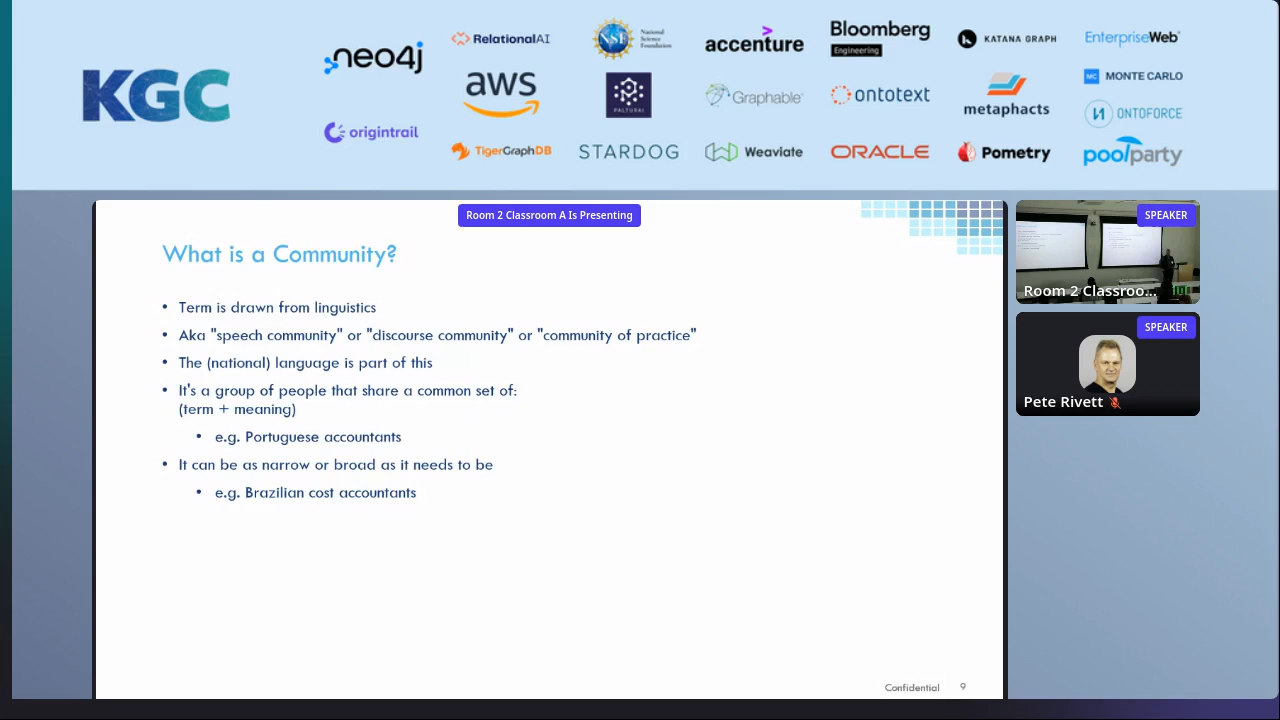 KGC
neo4j
origintrail
RelationalAI
aws
TigerGraphDB
NSF
National
Science
Foundation
PALTURAI
STARDOG
accenture
Graphable
Weaviate
Bloomberg
Engineering
ontotext
ORACLE
KATANA GRAPH
metaphacts
Pometry
EnterpriseWeb
MC MONTE CARLO
ONTOFORCE
poolparty
Room 2 Classroom A Is Presenting
What is a Community?
• Term is drawn from linguistics
• Aka "speech community" or "discourse community" or "community of practice"
• The (national) language is part of this
• It's a group of people that share a common set of:
(term + meaning)
• e.g. Portuguese accountants
• It can be as narrow or broad as it needs to be
• e.g. Brazilian cost accountants
Confidential 9
SPEAKER
Room 2 Classroo...
SPEAKER
Pete Rivett